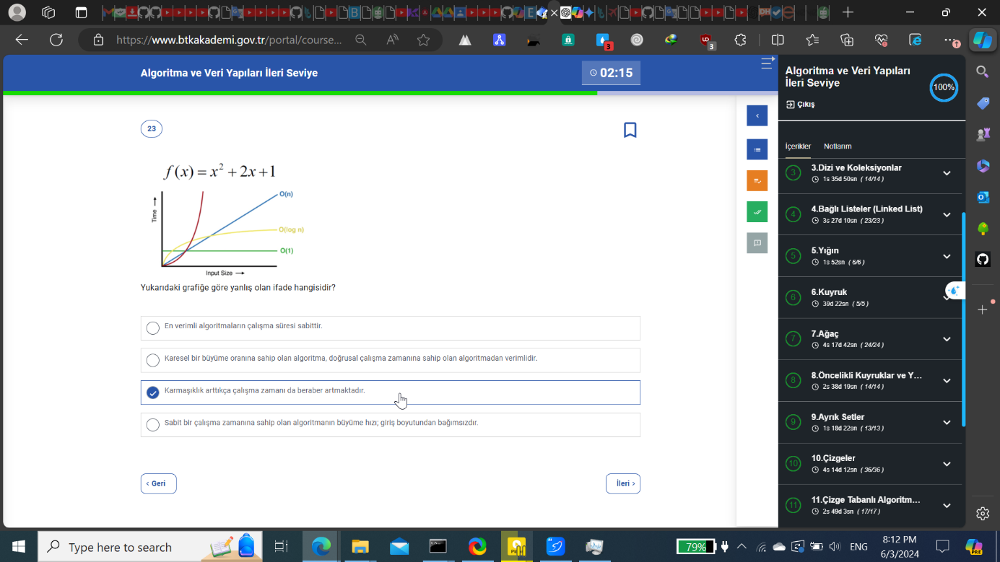 https://www.btkakademi.gov.tr/portal/course...
Algoritma ve Veri Yapıları İleri Seviye
02:15
23
f(x) = x² + 2x + 1
Time
O(n)
O(log n)
O(1)
Input Size
Yukarıdaki grafiğe göre yanlış olan ifade hangisidir?
En verimli algoritmaların çalışma süresi sabittir.
Karesel bir büyüme oranına sahip olan algoritma, doğrusal çalışma zamanına sahip olan algoritmadan verimlidir.
Karmaşıklık arttıkça çalışma zamanı da beraber artmaktadır.
Sabit bir çalışma zamanına sahip olan algoritmanın büyüme hızı; giriş boyutundan bağımsızdır.
‹ Geri
İleri ›
Algoritma ve Veri Yapıları
İleri Seviye
100%
Çıkış
İçerikler
Notlarım
3
3.Dizi ve Koleksiyonlar
1s 35d 50sn ( 14/14 )
4
4.Bağlı Listeler (Linked List)
3s 27d 10sn ( 23/23 )
5
5.Yığın
1s 52sn ( 6/6 )
6
6.Kuyruk
39d 22sn ( 5/5 )
7
7.Ağaç
4s 17d 42sn ( 24/24 )
8
8.Öncelikli Kuyruklar ve Y...
2s 38d 19sn ( 14/14 )
9
9.Ayrık Setler
1s 18d 22sn ( 13/13 )
10
10.Çizgeler
4s 14d 12sn ( 36/36 )
11
11.Çizge Tabanlı Algoritm...
2s 49d 3sn ( 17/17 )
Type here to search
79%
ENG
8:12 PM
6/3/2024